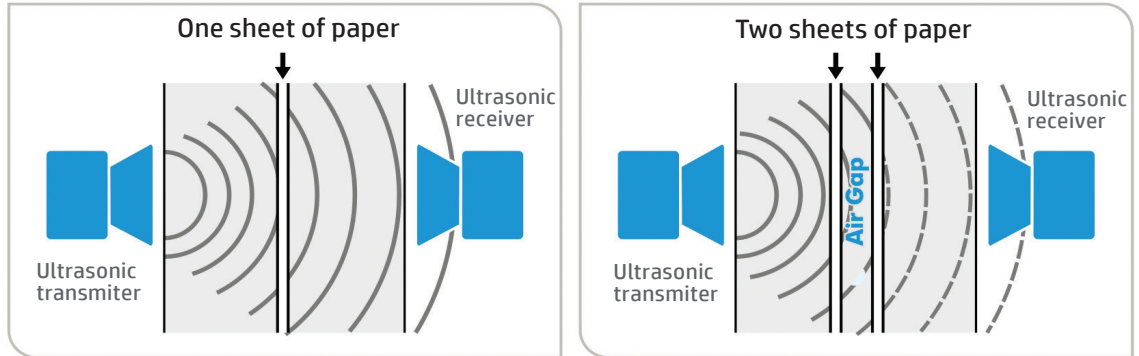 One sheet of paper
Ultrasonic
receiver
Ultrasonic
transmiter
Two sheets of paper
Ultrasonic
receiver
Air Gap
Ultrasonic
transmiter